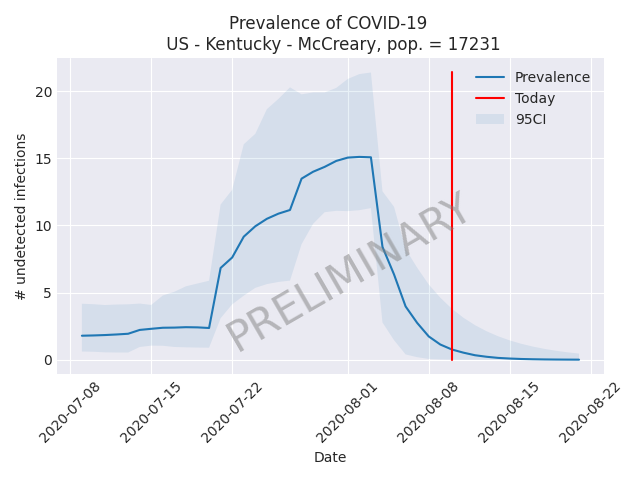 Prevalence of COVID-19
US - Kentucky - McCreary, pop. = 17231
# undetected infections
20
15
10
5
0
Prevalence
Today
95CI
PRELIMINARY
2020-07-08
2020-07-15
2020-07-22
2020-08-01
2020-08-08
2020-08-15
2020-08-22
Date